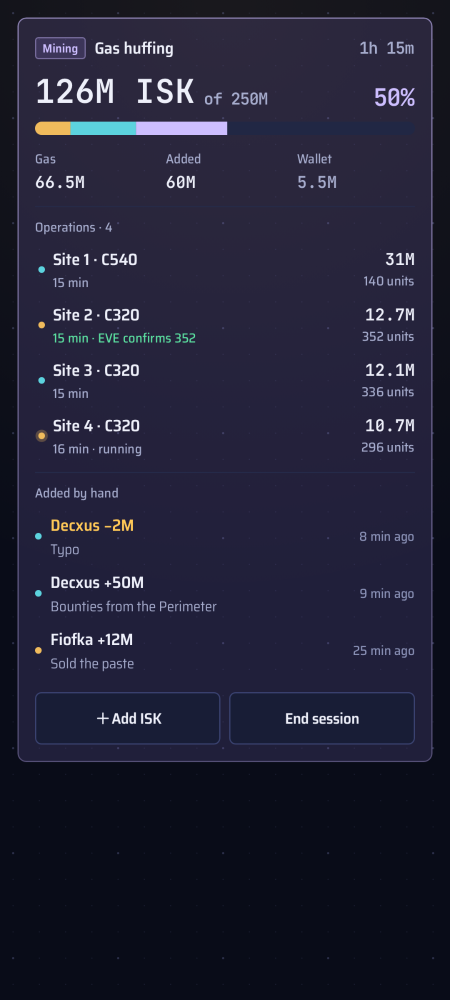 Mining Gas huffing 1h 15m
126M ISK of 250M 50%
Gas Added Wallet
66.5M 60M 5.5M
Operations · 4
Site 1 · C540 31M
15 min 140 units
Site 2 · C320 12.7M
15 min · EVE confirms 352 352 units
Site 3 · C320 12.1M
15 min 336 units
Site 4 · C320 10.7M
16 min · running 296 units
Added by hand
Decxus −2M 8 min ago
Typo
Decxus +50M 9 min ago
Bounties from the Perimeter
Fiofka +12M 25 min ago
Sold the paste
+ Add ISK End session